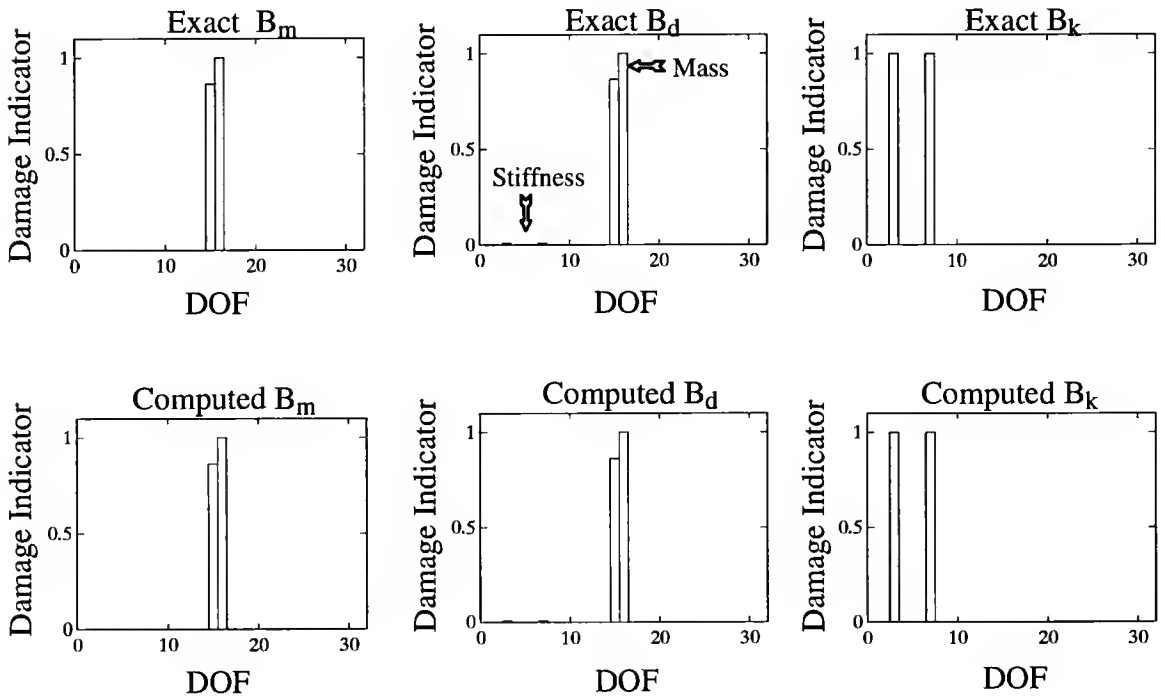 Exact B_m
Damage Indicator
1
0.5
0
0 10 20 30
DOF
Exact B_d
Damage Indicator
1
0.5
0
Mass
Stiffness
0 10 20 30
DOF
Exact B_k
Damage Indicator
1
0.5
0
0 10 20 30
DOF
Computed B_m
Damage Indicator
1
0.5
0
0 10 20 30
DOF
Computed B_d
Damage Indicator
1
0.5
0
0 10 20 30
DOF
Computed B_k
Damage Indicator
1
0.5
0
0 10 20 30
DOF